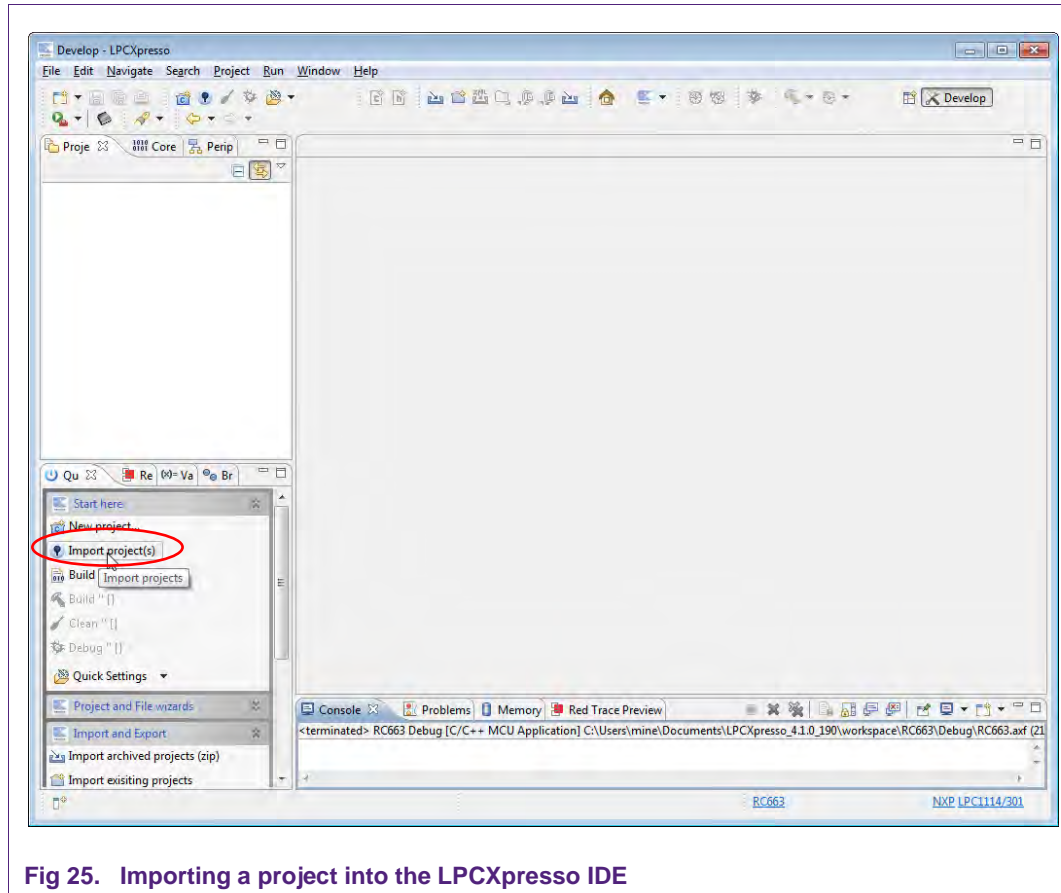 Develop - LPCXpresso
File Edit Navigate Search Project Run Window Help
Develop
Proje Core Perip
Qu Re (x)= Va Br
Start here
New project...
Import project(s)
Build
Import projects
Build '' []
Clean '' []
Debug '' []
Quick Settings
Project and File wizards
Import and Export
Import archived projects (zip)
Import exisiting projects
Console Problems Memory Red Trace Preview
<terminated> RC663 Debug [C/C++ MCU Application] C:\Users\mine\Documents\LPCXpresso_4.1.0_190\workspace\RC663\Debug\RC663.axf (21
RC663 NXP LPC1114/301
Fig 25. Importing a project into the LPCXpresso IDE